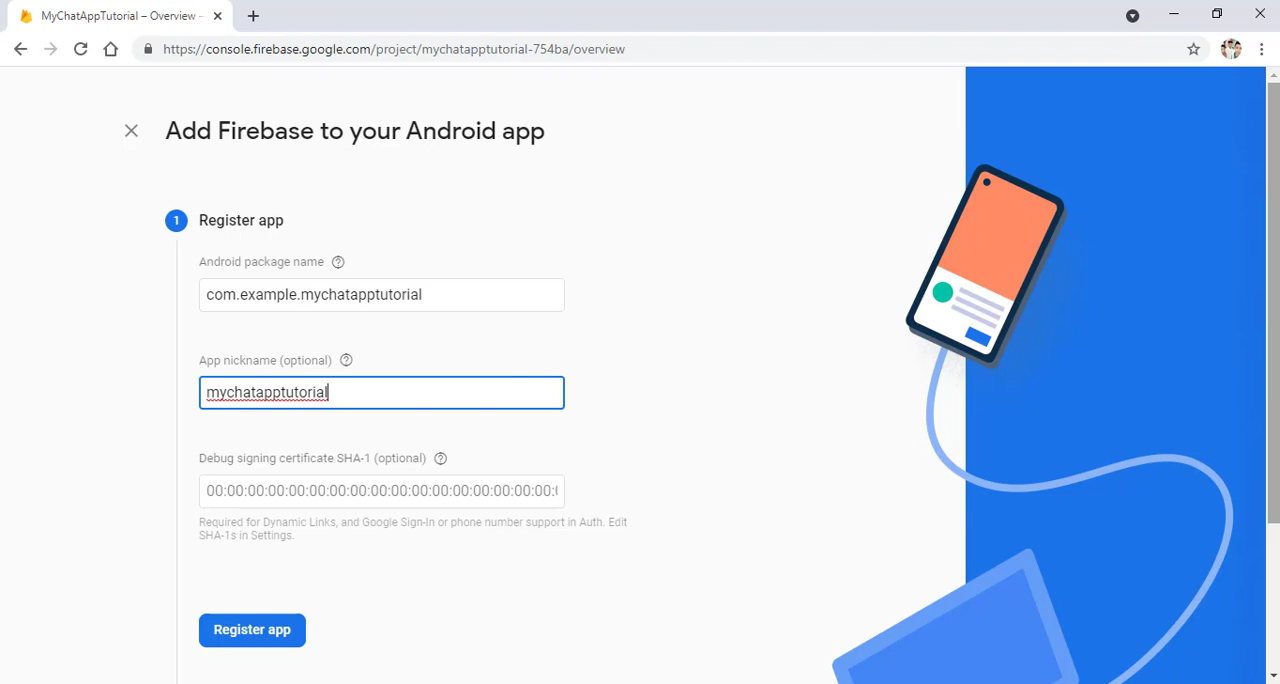 MyChatAppTutorial – Overview –
https://console.firebase.google.com/project/mychatapptutorial-754ba/overview
Add Firebase to your Android app
1 Register app
Android package name
com.example.mychatapptutorial
App nickname (optional)
mychatapptutorial
Debug signing certificate SHA-1 (optional)
00:00:00:00:00:00:00:00:00:00:00:00:00:00:00:00:00:
Required for Dynamic Links, and Google Sign-In or phone number support in Auth. Edit
SHA-1s in Settings.
Register app